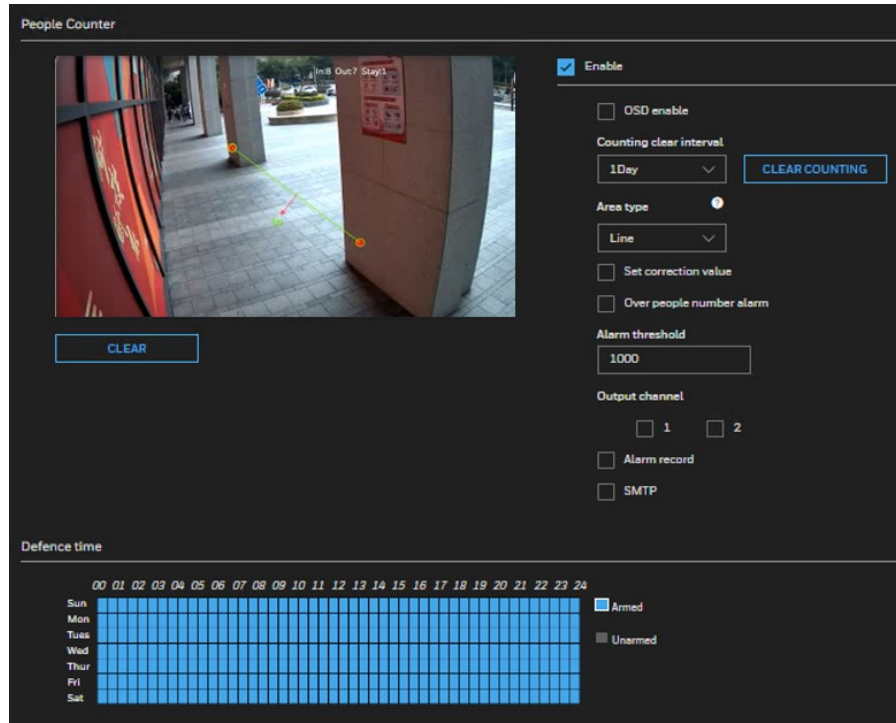 People Counter
In:8 Out:7 Stay:1
CLEAR
Enable
OSD enable
Counting clear interval
1Day
CLEAR COUNTING
Area type
?
Line
Set correction value
Over people number alarm
Alarm threshold
1000
Output channel
1 2
Alarm record
SMTP
Defence time
00 01 02 03 04 05 06 07 08 09 10 11 12 13 14 15 16 17 18 19 20 21 22 23 24
Sun
Mon
Tues
Wed
Thur
Fri
Sat
Armed
Unarmed